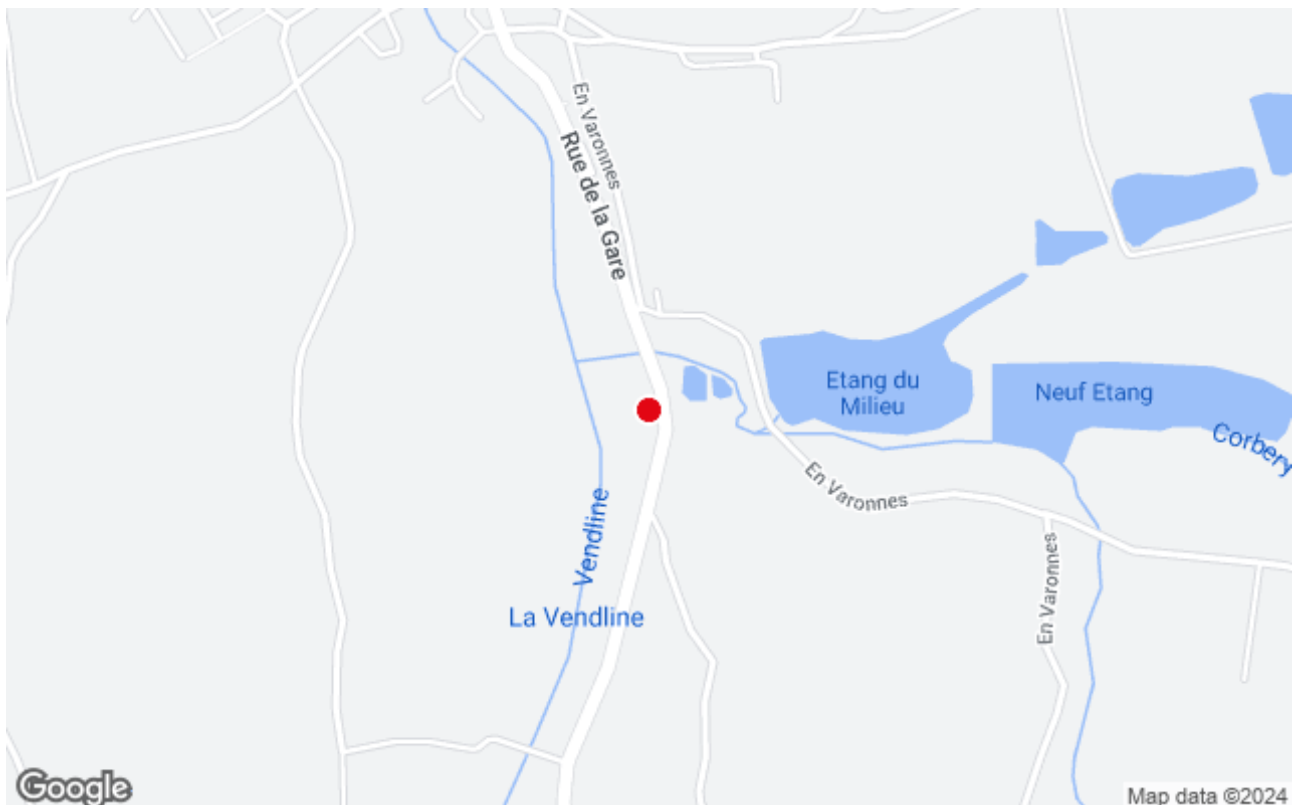 En Varonnes
Rue de la Gare
Etang du
Milieu
Neuf Etang
Corbery
En Varonnes
Vendline
En Varonnes
La Vendline
Google
Map data ©2024